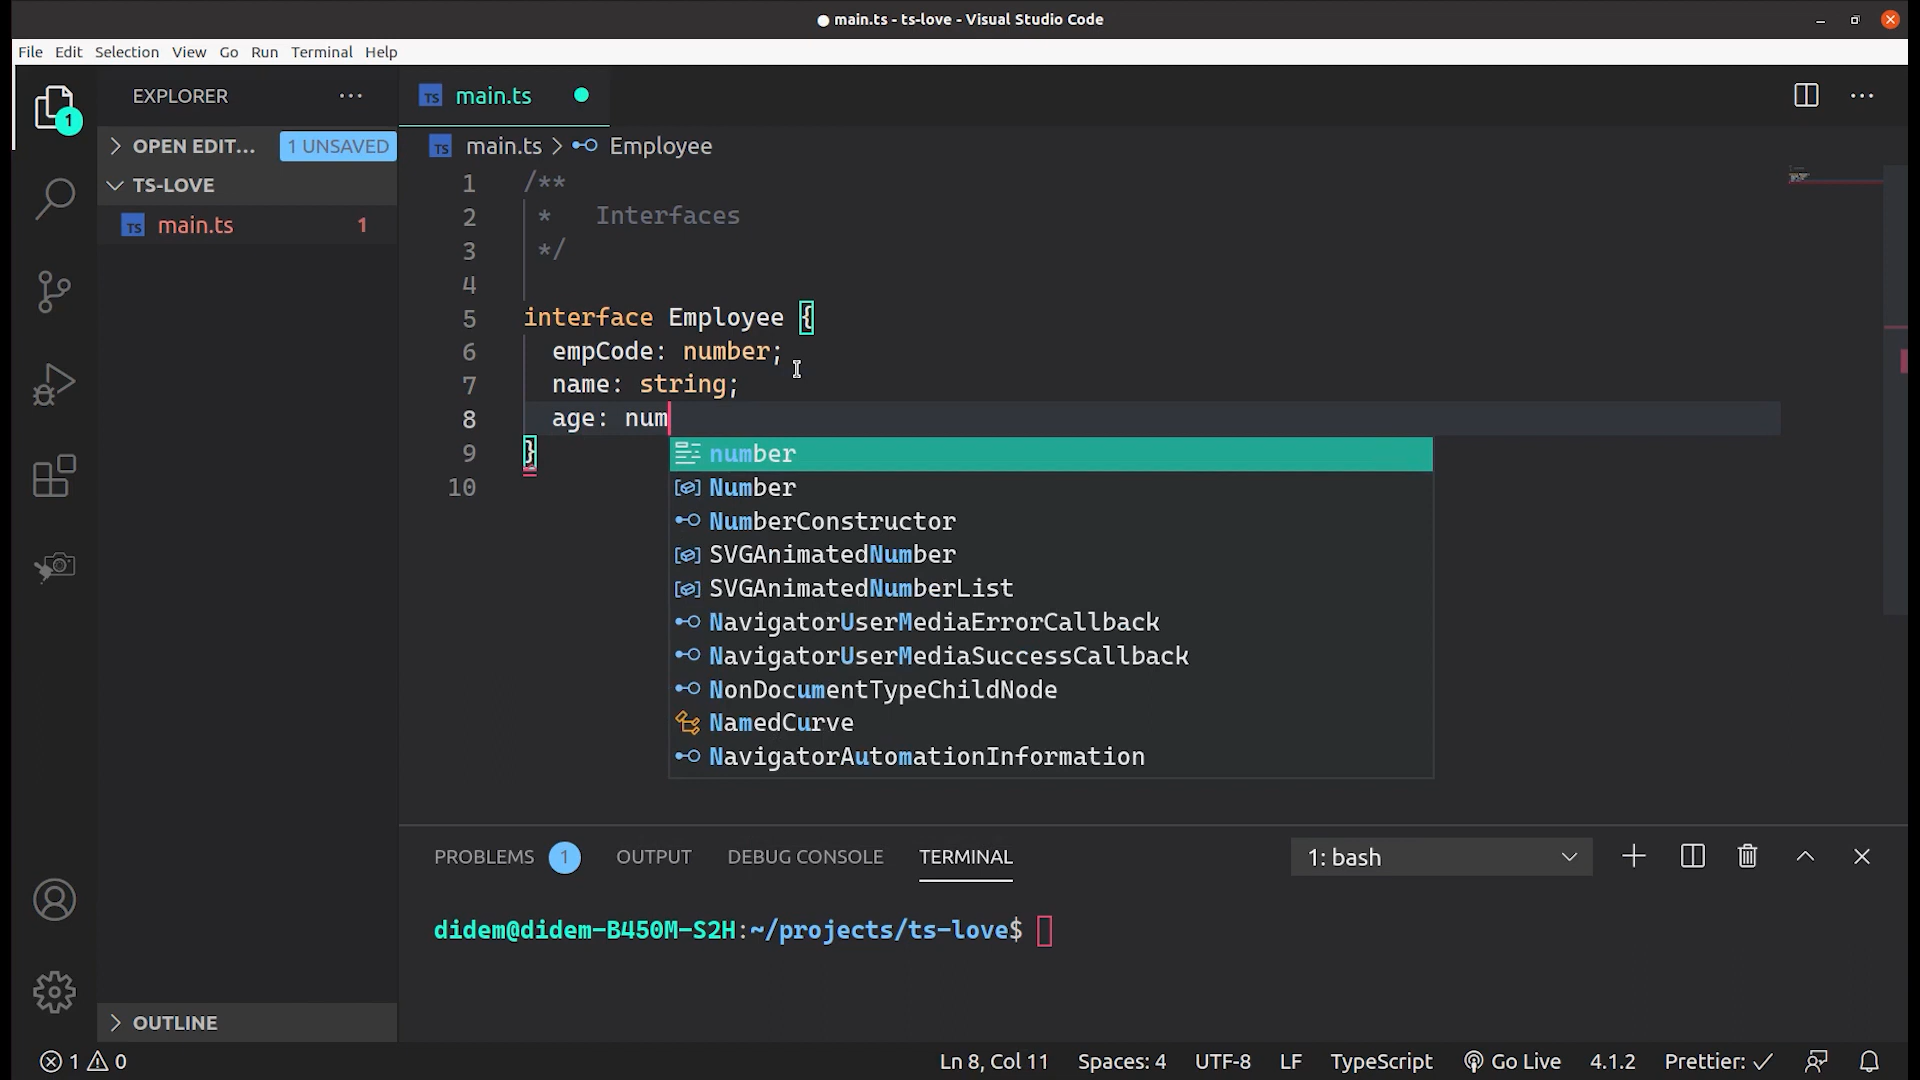 main.ts - ts-love - Visual Studio Code
File Edit Selection View Go Run Terminal Help
EXPLORER
TS main.ts
1
OPEN EDIT... 1 UNSAVED
TS main.ts > Employee
TS-LOVE
TS main.ts 1
1 /**
2 * Interfaces
3 */
4
5 interface Employee {
6 empCode: number;
7 name: string;
8 age: num
9 }
10
number
Number
NumberConstructor
SVGAnimatedNumber
SVGAnimatedNumberList
NavigatorUserMediaErrorCallback
NavigatorUserMediaSuccessCallback
NonDocumentTypeChildNode
NamedCurve
NavigatorAutomationInformation
PROBLEMS 1 OUTPUT DEBUG CONSOLE TERMINAL 1: bash
didem@didem-B450M-S2H:~/projects/ts-love$
OUTLINE
1 0 Ln 8, Col 11 Spaces: 4 UTF-8 LF TypeScript Go Live 4.1.2 Prettier: ✓